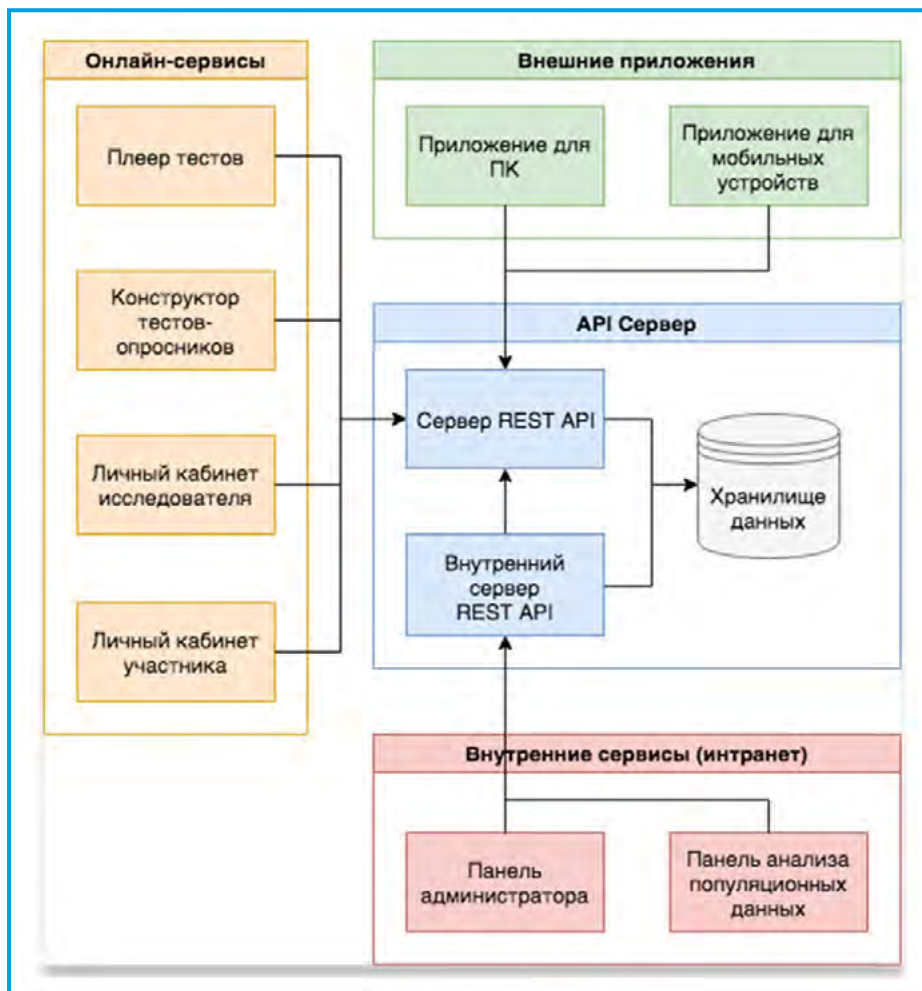 Онлайн-сервисы
Плеер тестов
Конструктор
тестов-
опросников
Личный кабинет
исследователя
Личный кабинет
участника
Внешние приложения
Приложение для
ПК
Приложение для
мобильных
устройств
API Сервер
Сервер REST API
Внутренний
сервер
REST API
Хранилище
данных
Внутренние сервисы (интранет)
Панель
администратора
Панель анализа
популяционных
данных